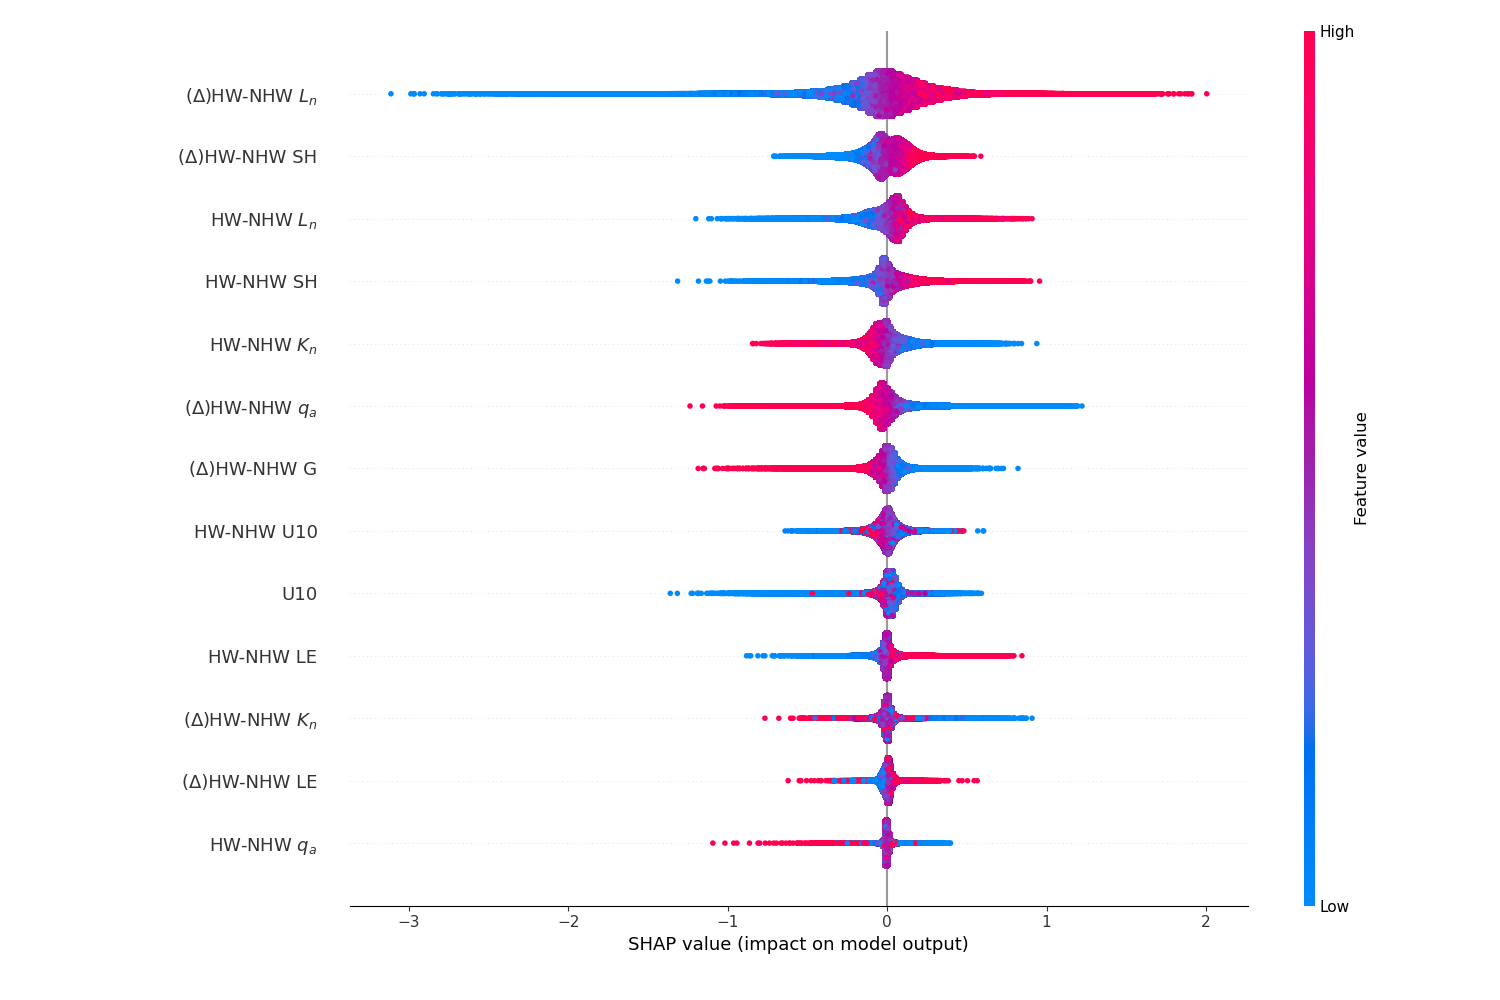 High
(Δ)HW-NHW Lₙ
(Δ)HW-NHW SH
HW-NHW Lₙ
HW-NHW SH
HW-NHW Kₙ
(Δ)HW-NHW qₐ
(Δ)HW-NHW G
HW-NHW U10
U10
HW-NHW LE
(Δ)HW-NHW Kₙ
(Δ)HW-NHW LE
HW-NHW qₐ
Feature value
Low
−3 −2 −1 0 1 2
SHAP value (impact on model output)